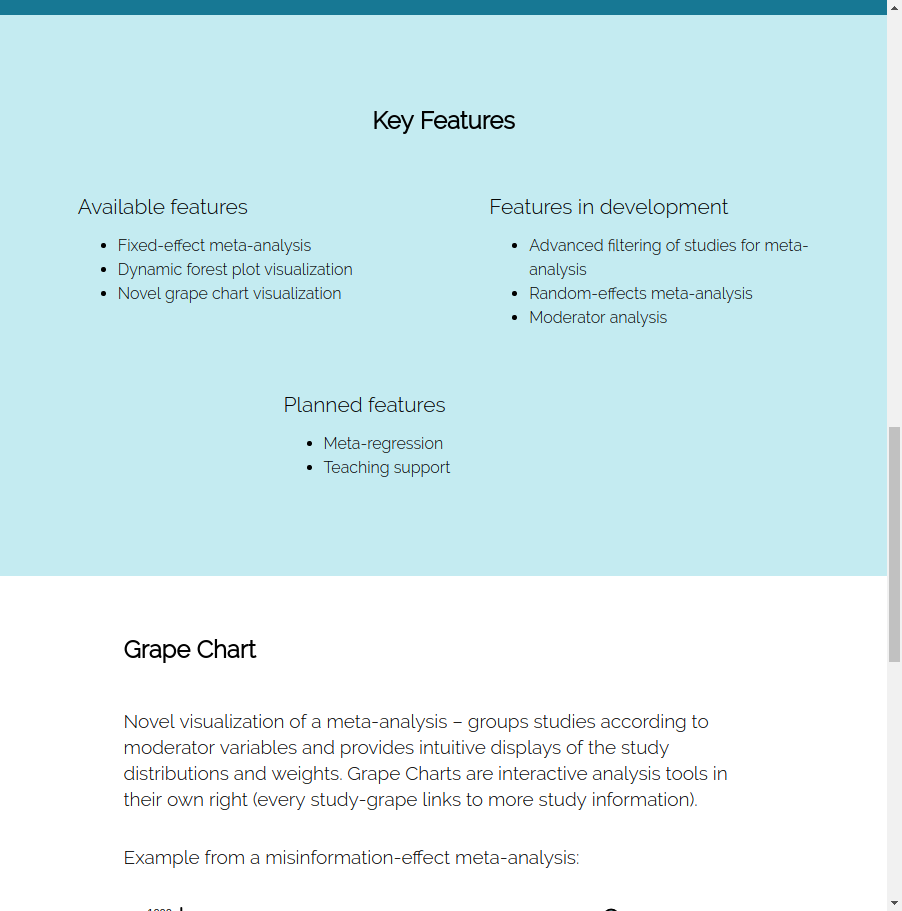 Key Features
Available features
Fixed-effect meta-analysis
Dynamic forest plot visualization
Novel grape chart visualization
Features in development
Advanced filtering of studies for meta-
analysis
Random-effects meta-analysis
Moderator analysis
Planned features
Meta-regression
Teaching support
Grape Chart
Novel visualization of a meta-analysis – groups studies according to
moderator variables and provides intuitive displays of the study
distributions and weights. Grape Charts are interactive analysis tools in
their own right (every study-grape links to more study information).
Example from a misinformation-effect meta-analysis: